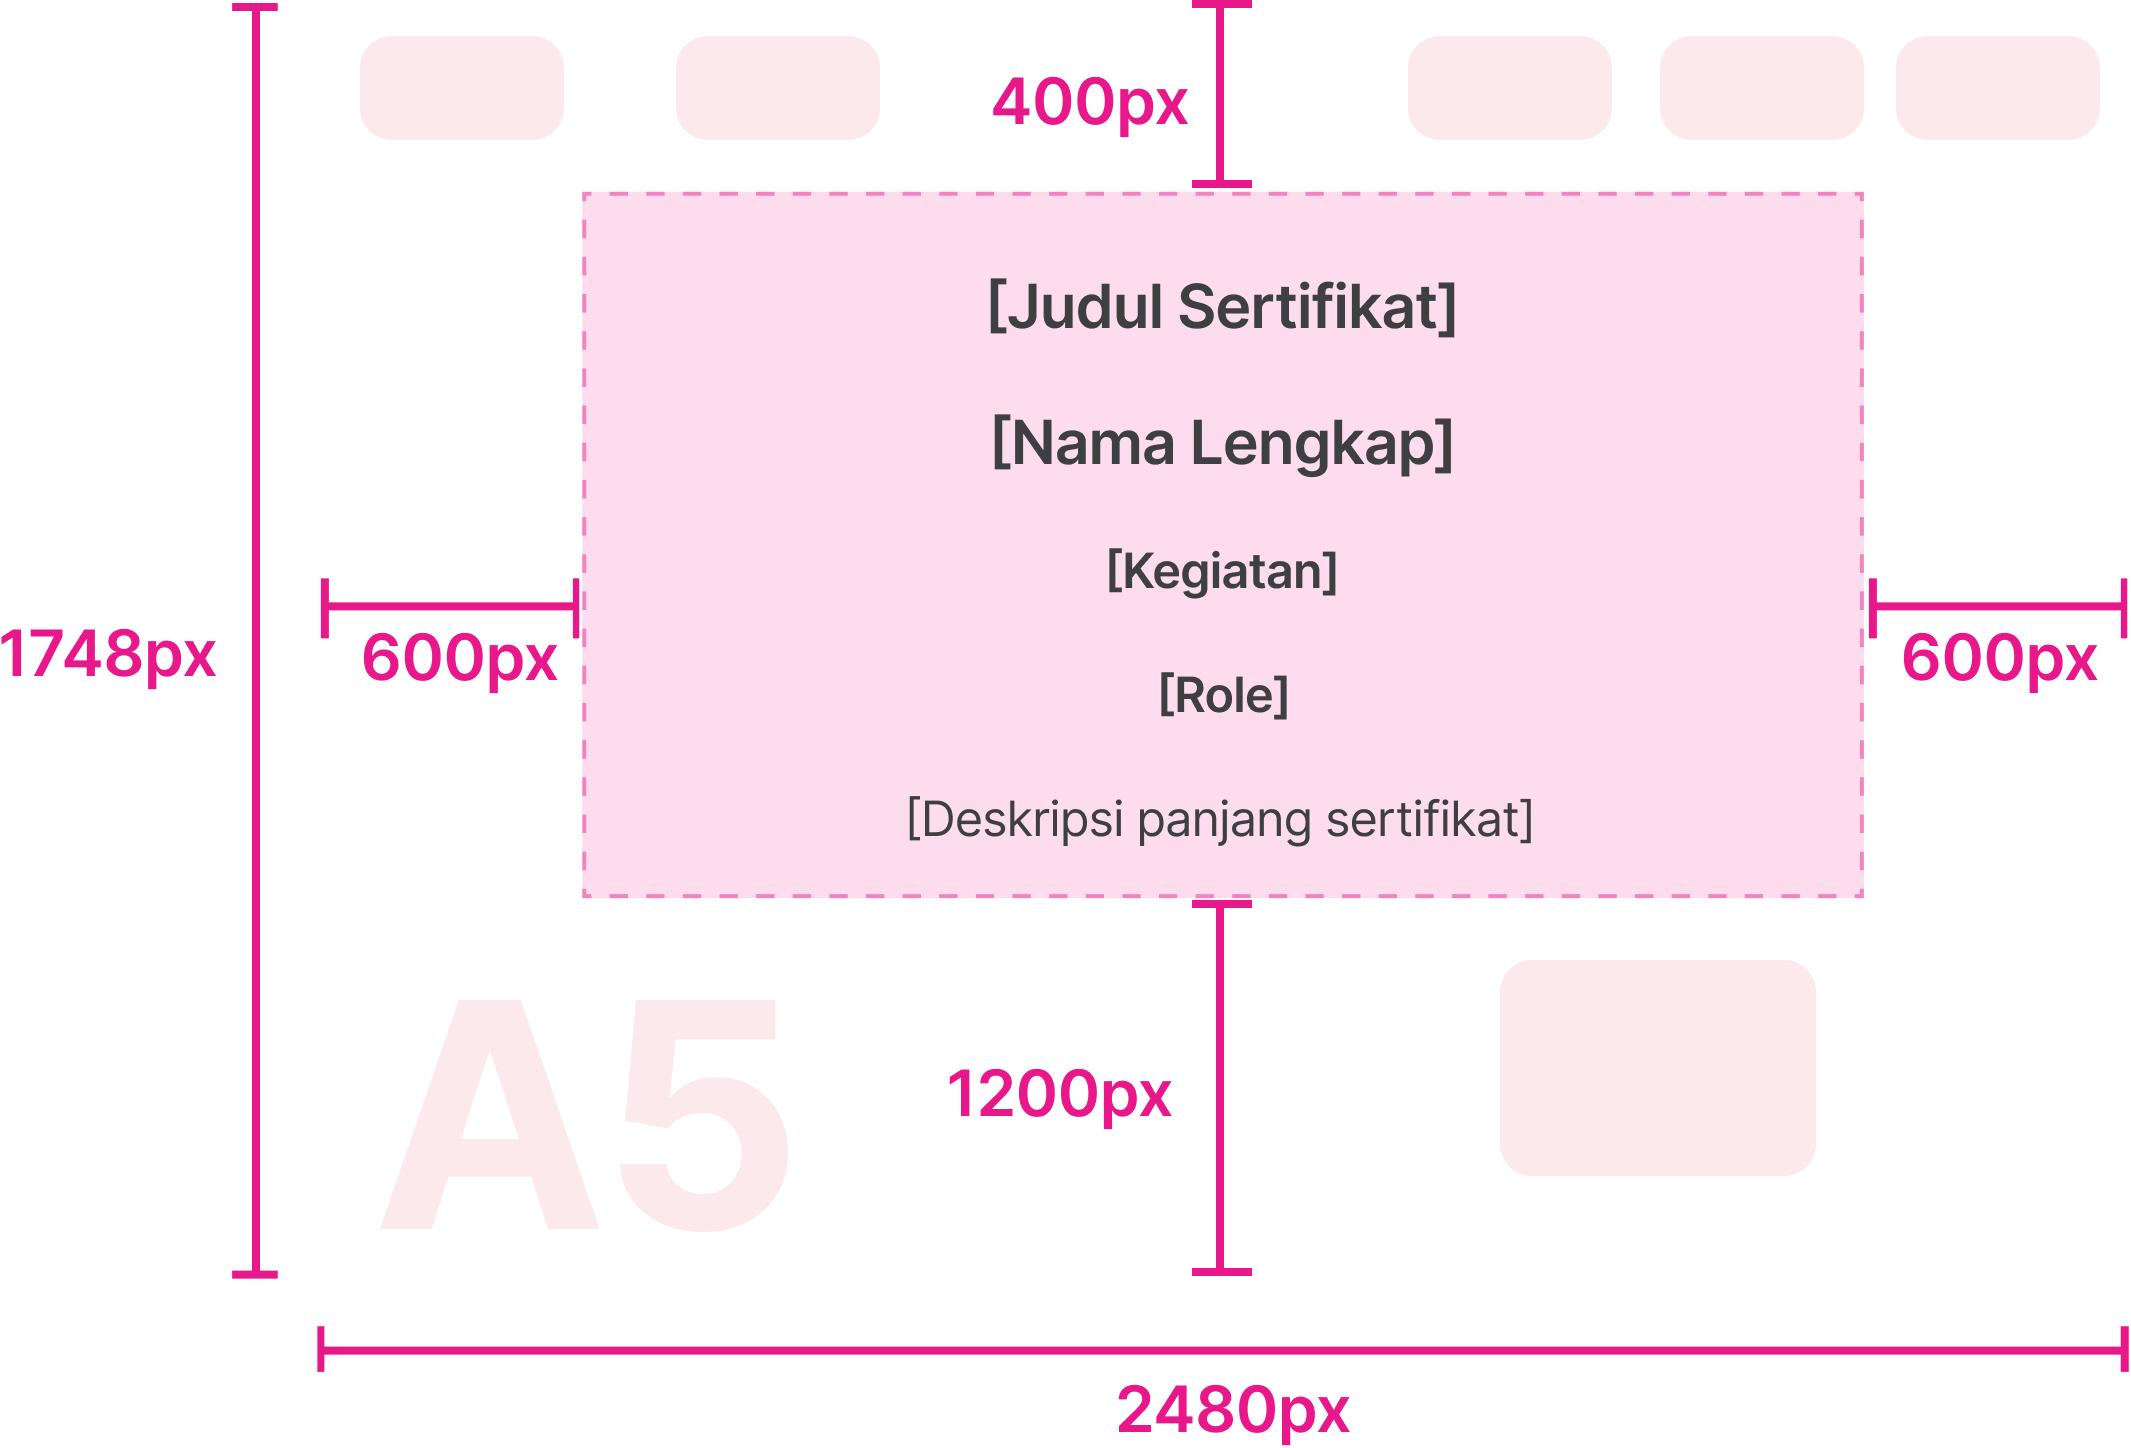 400px
[Judul Sertifikat]
[Nama Lengkap]
[Kegiatan]
1748px
600px
600px
[Role]
[Deskripsi panjang sertifikat]
A5
1200px
2480px